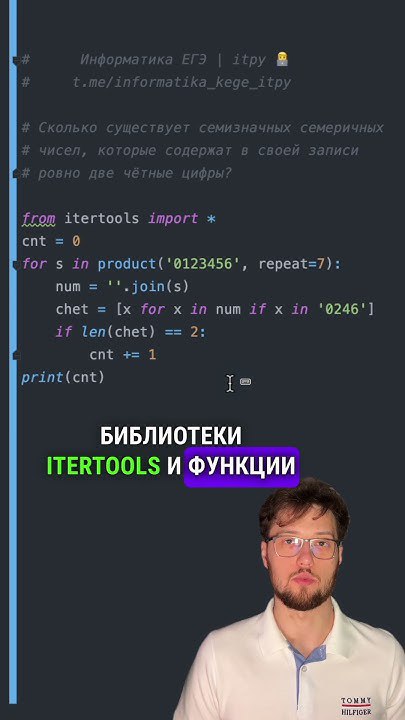 # Информатика ЕГЭ | itpy 👨‍💻
# t.me/informatika_kege_itpy
# Сколько существует семизначных семеричных
# чисел, которые содержат в своей записи
# ровно две чётные цифры?
from itertools import *
cnt = 0
for s in product('0123456', repeat=7):
    num = ''.join(s)
    chet = [x for x in num if x in '0246']
    if len(chet) == 2:
        cnt += 1
print(cnt)
БИБЛИОТЕКИ
ITERTOOLS И ФУНКЦИИ
TOMMY
HILFIGER